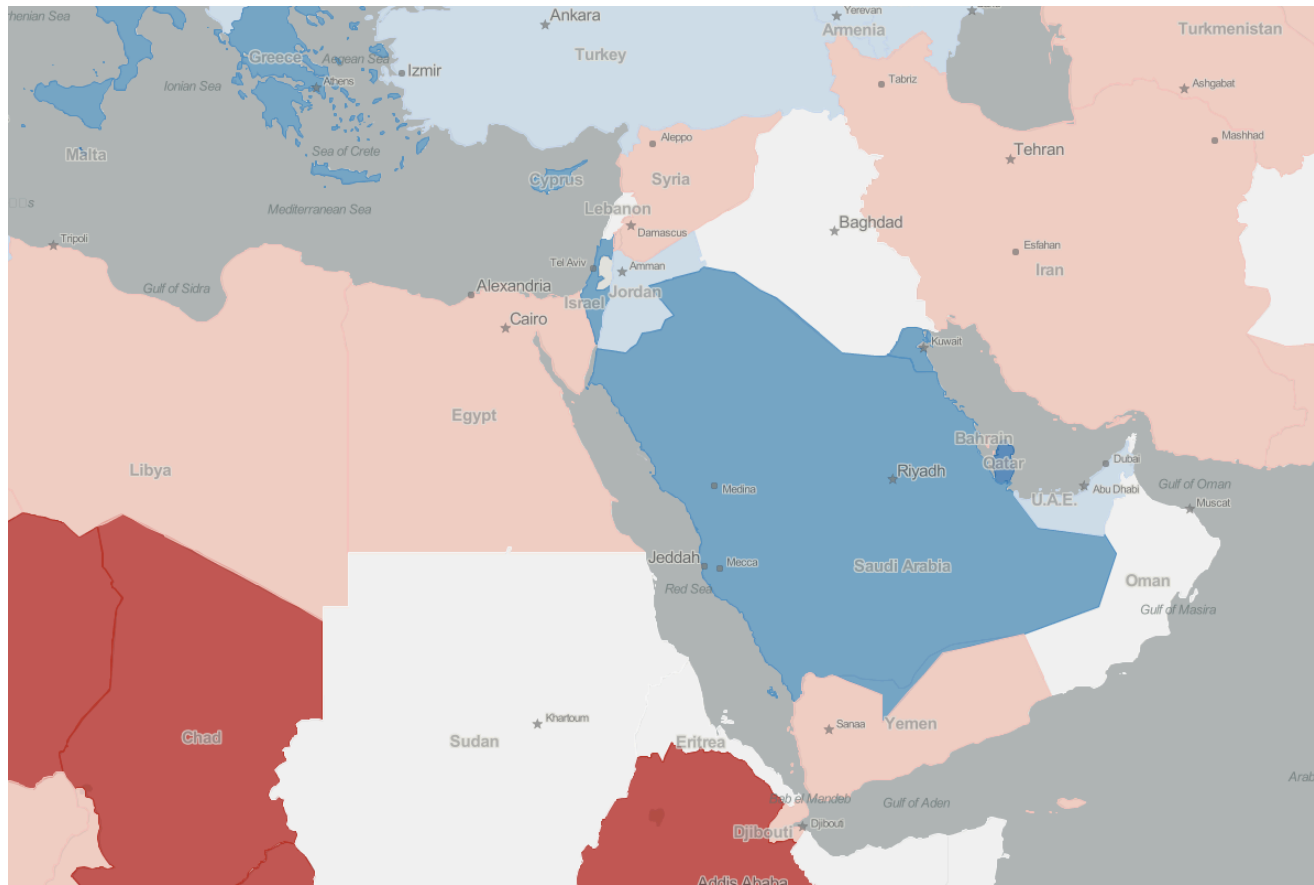 Ankara
Yerevan
Armenia
Turkmenistan
Greece
Aegean Sea
Turkey
Izmir
Athens
Ionian Sea
Tabriz
Ashgabat
Mashhad
Malta
Sea of Crete
Aleppo
Tehran
Cyprus
Syria
Mediterranean Sea
Lebanon
Damascus
Baghdad
Tripoli
Esfahan
Iran
Tel Aviv
Amman
Gulf of Sidra
Alexandria
Israel
Jordan
Cairo
Kuwait
Egypt
Bahrain
Libya
Riyadh
Qatar
Dubai
Medina
U.A.E.
Abu Dhabi
Gulf of Oman
Muscat
Jeddah
Mecca
Saudi Arabia
Red Sea
Oman
Gulf of Masira
Khartoum
Chad
Sudan
Eritrea
Sanaa
Yemen
Bab el Mandeb
Gulf of Aden
Arab
Djibouti
Djibouti
Addis Ababa